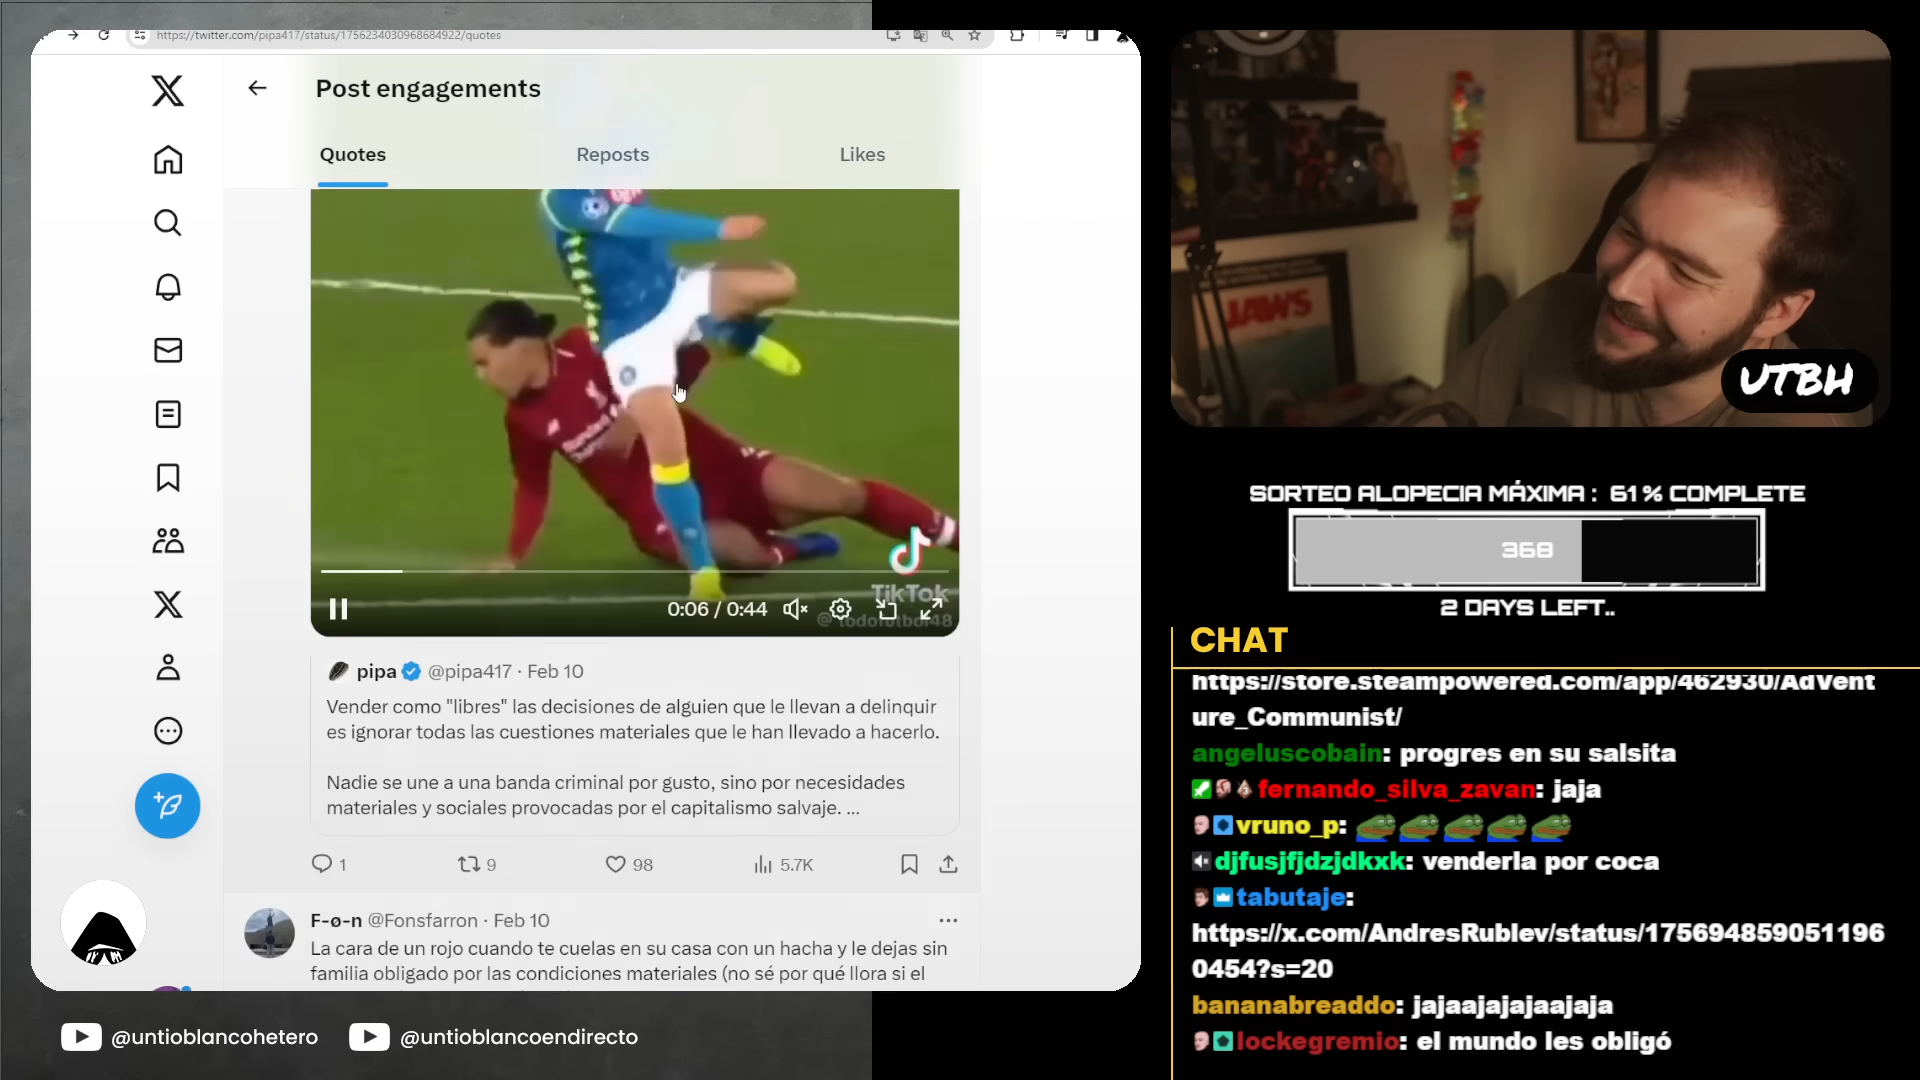 https://twitter.com/pipa417/status/1756234030968684922/quotes
Post engagements
Quotes
Reposts
Likes
0:06 / 0:44
TikTok
@todofutbol48
pipa @pipa417 · Feb 10
Vender como "libres" las decisiones de alguien que le llevan a delinquir
es ignorar todas las cuestiones materiales que le han llevado a hacerlo.
Nadie se une a una banda criminal por gusto, sino por necesidades
materiales y sociales provocadas por el capitalismo salvaje. ...
1
9
98
5.7K
F-ø-n @Fonsfarron · Feb 10
La cara de un rojo cuando te cuelas en su casa con un hacha y le dejas sin
familia obligado por las condiciones materiales (no sé por qué llora si el
@untioblancohetero
@untioblancoendirecto
JAWS
UTBH
SORTEO ALOPECIA MÁXIMA : 61% COMPLETE
368
2 DAYS LEFT..
CHAT
https://store.steampowered.com/app/462930/AdVent
ure_Communist/
angeluscobain: progres en su salsita
fernando_silva_zavan: jaja
vruno_p:
djfusjfjdzjdkxk: venderla por coca
tabutaje:
https://x.com/AndresRublev/status/175694859051196
0454?s=20
bananabreaddo: jajaajajajaajaja
lockegremio: el mundo les obligó